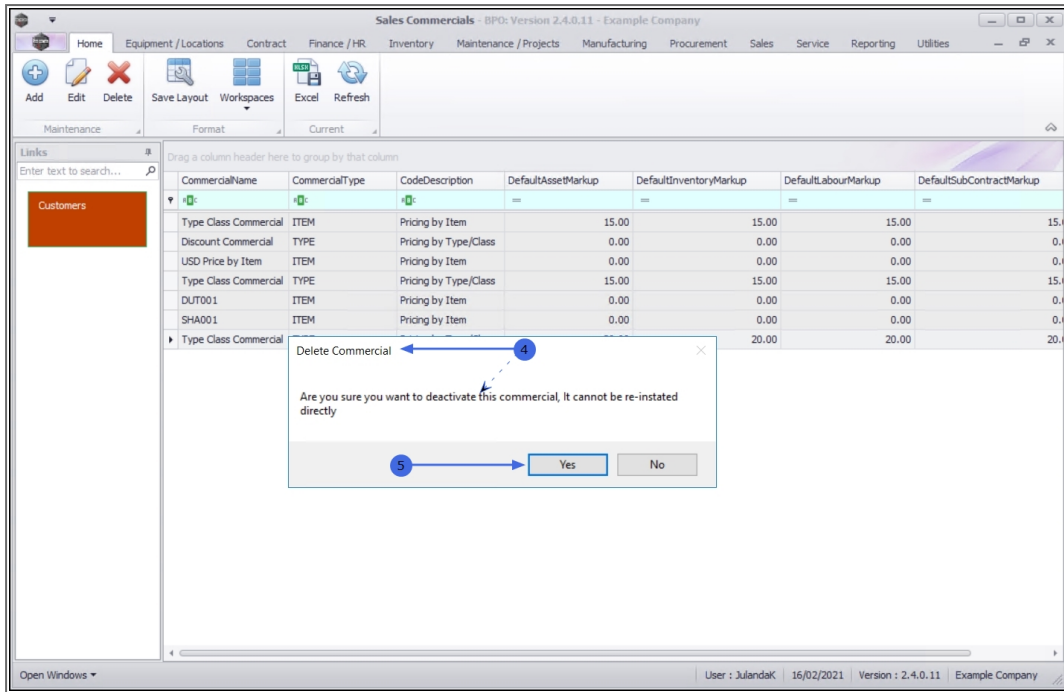 Sales Commercials - BPO: Version 2.4.0.11 - Example Company
Home Equipment / Locations Contract Finance / HR Inventory Maintenance / Projects Manufacturing Procurement Sales Service Reporting Utilities
Add Edit Delete Save Layout Workspaces Excel Refresh
Maintenance Format Current
Links
Enter text to search...
Customers
Drag a column header here to group by that column
CommercialName CommercialType CodeDescription DefaultAssetMarkup DefaultInventoryMarkup DefaultLabourMarkup DefaultSubContractMarkup
= = = =
Type Class Commercial ITEM Pricing by Item 15.00 15.00 15.00 15.
Discount Commercial TYPE Pricing by Type/Class 0.00 0.00 0.00 0.
USD Price by Item ITEM Pricing by Item 0.00 0.00 0.00 0.
Type Class Commercial TYPE Pricing by Type/Class 15.00 15.00 15.00 15.
DUT001 ITEM Pricing by Item 0.00 0.00 0.00 0.
SHA001 ITEM Pricing by Item 0.00 0.00 0.00 0.
Type Class Commercial 20.00 20.00 20.
Delete Commercial 4
Are you sure you want to deactivate this commercial, It cannot be re-instated
directly
5 Yes No
Open Windows User : JulandaK 16/02/2021 Version : 2.4.0.11 Example Company